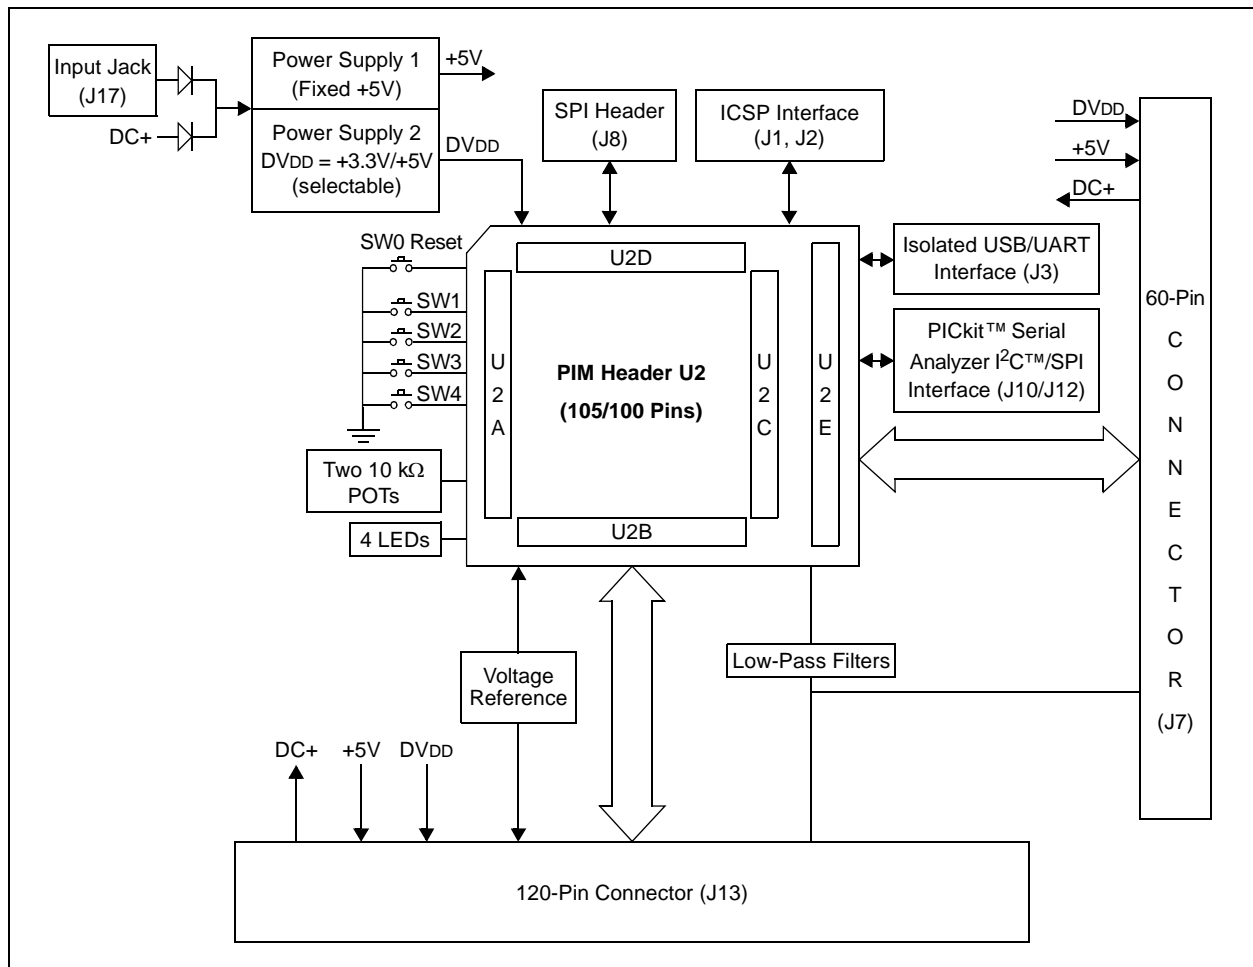 Input Jack
(J17)
DC+
Power Supply 1
(Fixed +5V)
+5V
Power Supply 2
DVDD = +3.3V/+5V
(selectable)
DVDD
SPI Header
(J8)
ICSP Interface
(J1, J2)
DVDD
+5V
DC+
SW0 Reset
SW1
SW2
SW3
SW4
Two 10 kΩ
POTs
4 LEDs
U2D
U2A
PIM Header U2
(105/100 Pins)
U2C
U2E
U2B
Isolated USB/UART
Interface (J3)
PICkit™ Serial
Analyzer I²C™/SPI
Interface (J10/J12)
60-Pin
CONNECTOR
(J7)
Low-Pass Filters
Voltage
Reference
DC+
+5V
DVDD
120-Pin Connector (J13)